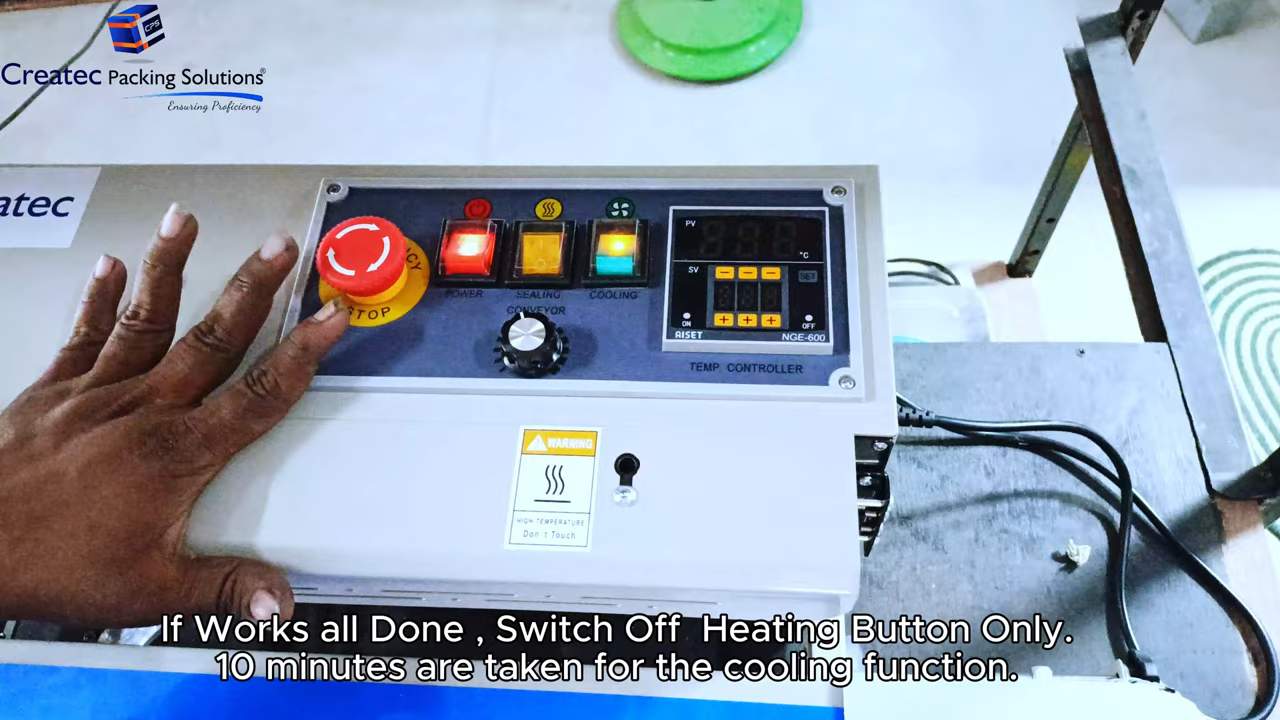 CPS
Createc Packing Solutions®
Ensuring Proficiency
atec
CY
STOP
POWER
SEALING
COOLING
CONVEYOR
PV
°C
SV
SET
ON
OFF
AISET
NGE-600
TEMP. CONTROLLER
WARNING
HIGH TEMPERATURE
Don't Touch
If Works all Done , Switch Off Heating Button Only.
10 minutes are taken for the cooling function.